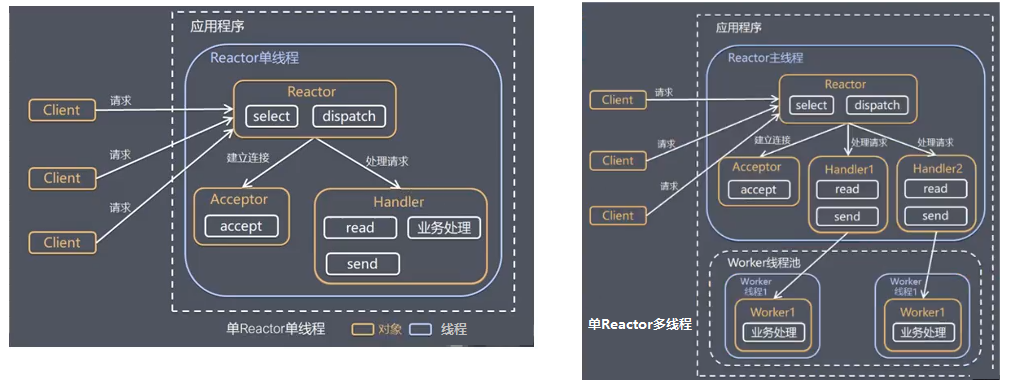 应用程序
Reactor单线程
Reactor
select
dispatch
Client
请求
Client
请求
Client
请求
建立连接
处理请求
Acceptor
accept
Handler
read
业务处理
send
单Reactor单线程
对象
线程
应用程序
Reactor主线程
Reactor
select
dispatch
Client
请求
Client
请求
Client
请求
建立连接
处理请求
处理请求
Acceptor
accept
Handler1
read
send
Handler2
read
send
Worker线程池
Worker
线程1
Worker1
业务处理
Worker
线程1
Worker1
业务处理
单Reactor多线程